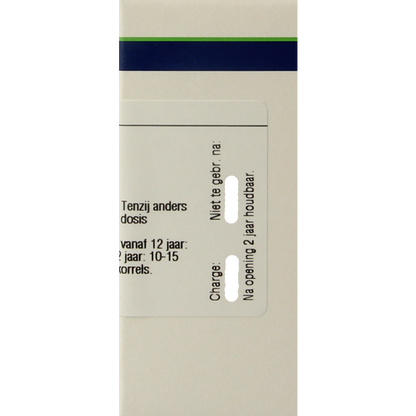 Tenzij anders
dosis
vanaf 12 jaar:
2 jaar: 10-15
korrels.
Niet te gebr. na:
Charge:
Na opening 2 jaar houdbaar.